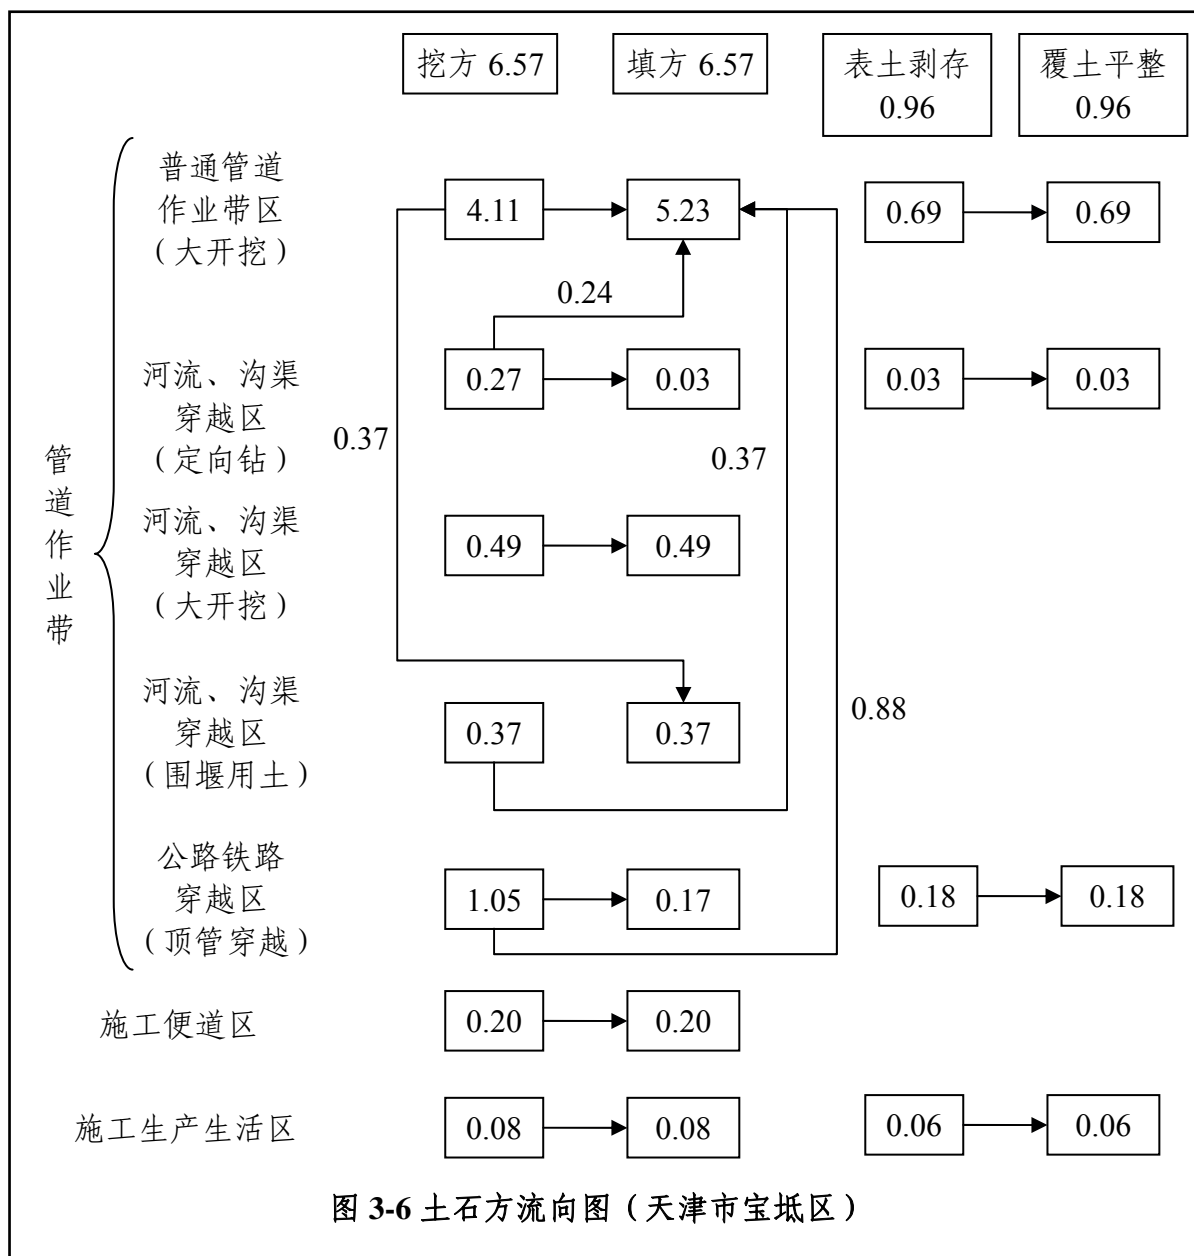 挖方 6.57
填方 6.57
表土剥存
0.96
覆土平整
0.96
管道作业带
普通管道
作业带区
（大开挖）
4.11
5.23
0.69
0.69
0.24
河流、沟渠
穿越区
（定向钻）
0.27
0.03
0.03
0.03
0.37
0.37
河流、沟渠
穿越区
（大开挖）
0.49
0.49
河流、沟渠
穿越区
（围堰用土）
0.37
0.37
0.88
公路铁路
穿越区
（顶管穿越）
1.05
0.17
0.18
0.18
施工便道区
0.20
0.20
施工生产生活区
0.08
0.08
0.06
0.06
图 3-6 土石方流向图（天津市宝坻区）